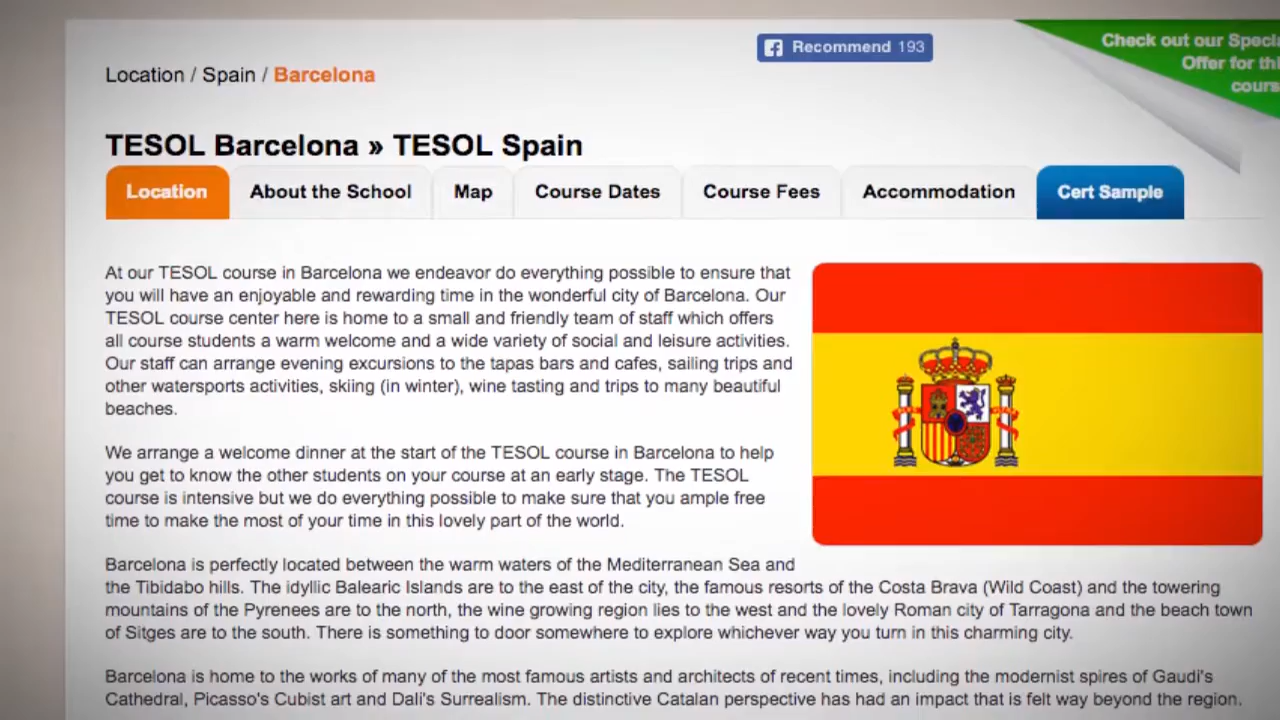 Recommend 193
Check out our Speci
Offer for thi
cours
Location / Spain / Barcelona
TESOL Barcelona » TESOL Spain
Location About the School Map Course Dates Course Fees Accommodation Cert Sample
At our TESOL course in Barcelona we endeavor do everything possible to ensure that
you will have an enjoyable and rewarding time in the wonderful city of Barcelona. Our
TESOL course center here is home to a small and friendly team of staff which offers
all course students a warm welcome and a wide variety of social and leisure activities.
Our staff can arrange evening excursions to the tapas bars and cafes, sailing trips and
other watersports activities, skiing (in winter), wine tasting and trips to many beautiful
beaches.
We arrange a welcome dinner at the start of the TESOL course in Barcelona to help
you get to know the other students on your course at an early stage. The TESOL
course is intensive but we do everything possible to make sure that you ample free
time to make the most of your time in this lovely part of the world.
Barcelona is perfectly located between the warm waters of the Mediterranean Sea and
the Tibidabo hills. The idyllic Balearic Islands are to the east of the city, the famous resorts of the Costa Brava (Wild Coast) and the towering
mountains of the Pyrenees are to the north, the wine growing region lies to the west and the lovely Roman city of Tarragona and the beach town
of Sitges are to the south. There is something to door somewhere to explore whichever way you turn in this charming city.
Barcelona is home to the works of many of the most famous artists and architects of recent times, including the modernist spires of Gaudi's
Cathedral, Picasso's Cubist art and Dali's Surrealism. The distinctive Catalan perspective has had an impact that is felt way beyond the region.